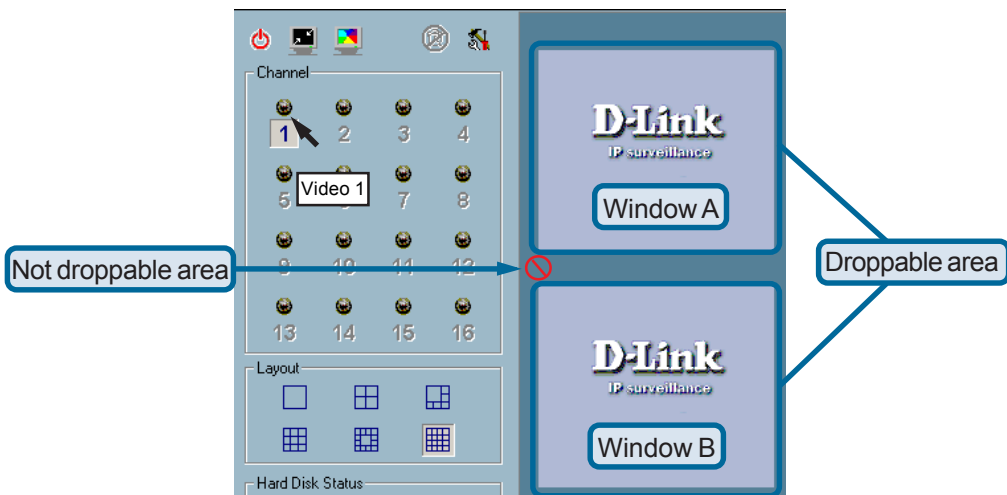 Channel
1 2 3 4
Video 1
5 6 7 8
9 10 11 12
13 14 15 16
Layout
Hard Disk Status
D-Link
IP surveillance
Window A
D-Link
IP surveillance
Window B
Not droppable area
Droppable area